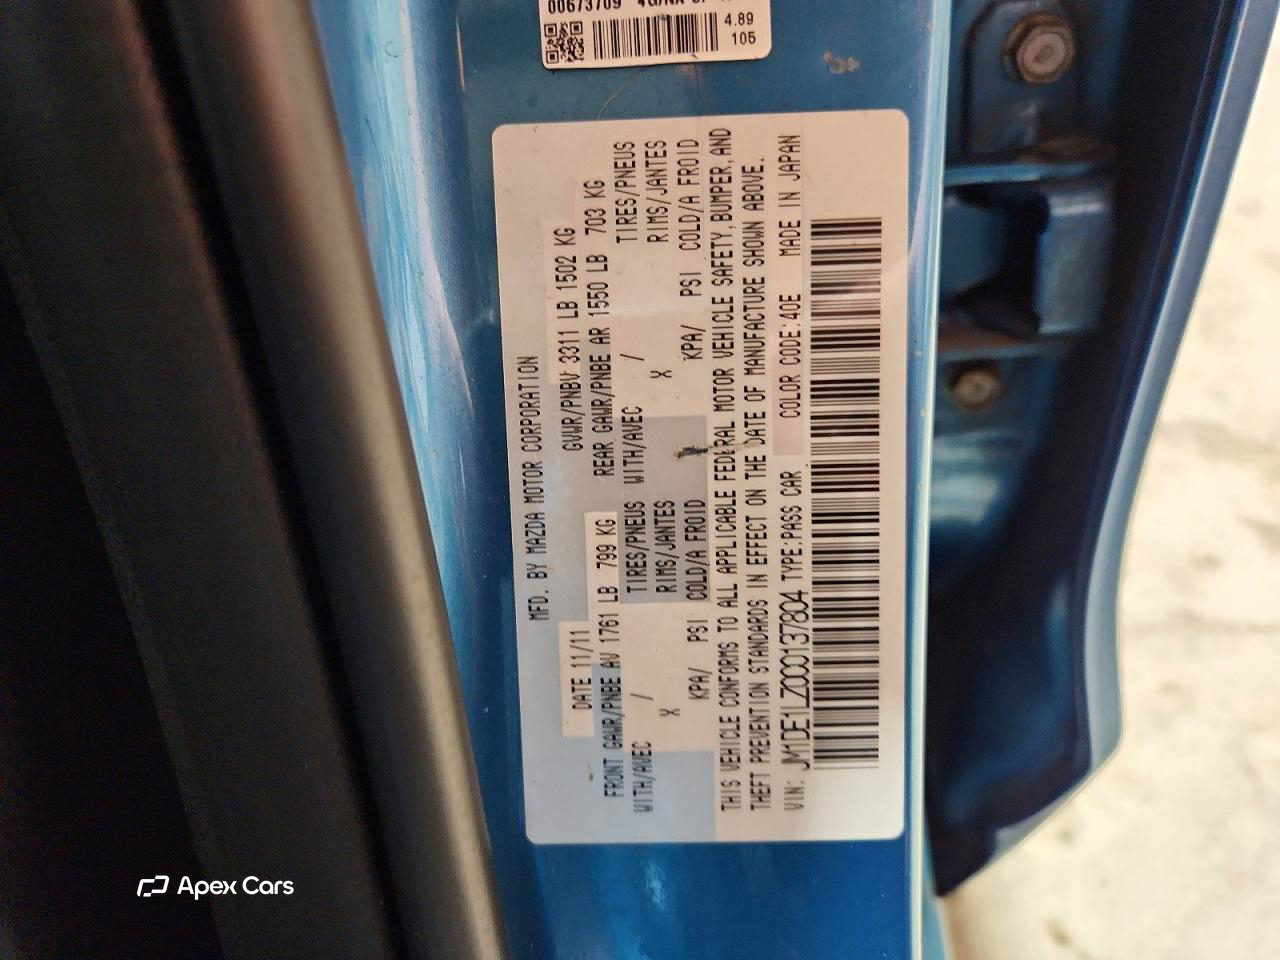 00673709
4.89
105
MFD. BY MAZDA MOTOR CORPORATION
DATE 11/11 GVWR/PNBV 3311 LB 1502 KG
FRONT GAWR/PNBE AV 1761 LB 799 KG REAR GAWR/PNBE AR 1550 LB 703 KG
WITH/AVEC / TIRES/PNEUS WITH/AVEC / TIRES/PNEUS
X RIMS/JANTES X RIMS/JANTES
KPA/ PSI COLD/A FROID KPA/ PSI COLD/A FROID
THIS VEHICLE CONFORMS TO ALL APPLICABLE FEDERAL MOTOR VEHICLE SAFETY, BUMPER, AND
THEFT PREVENTION STANDARDS IN EFFECT ON THE DATE OF MANUFACTURE SHOWN ABOVE.
VIN: JM1DE1LZ0C0137804 TYPE:PASS CAR COLOR CODE:40E MADE IN JAPAN
Apex Cars